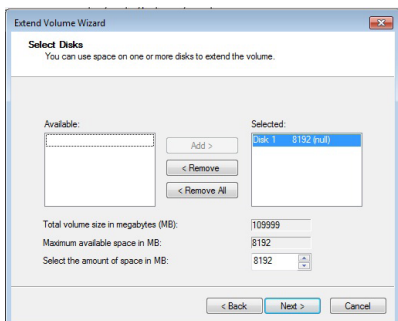 Extend Volume Wizard
Select Disks
You can use space on one or more disks to extend the volume.
Available:
Selected:
Disk 1 8192 (null)
Add >
< Remove
< Remove All
Total volume size in megabytes (MB): 109999
Maximum available space in MB: 8192
Select the amount of space in MB: 8192
< Back Next > Cancel